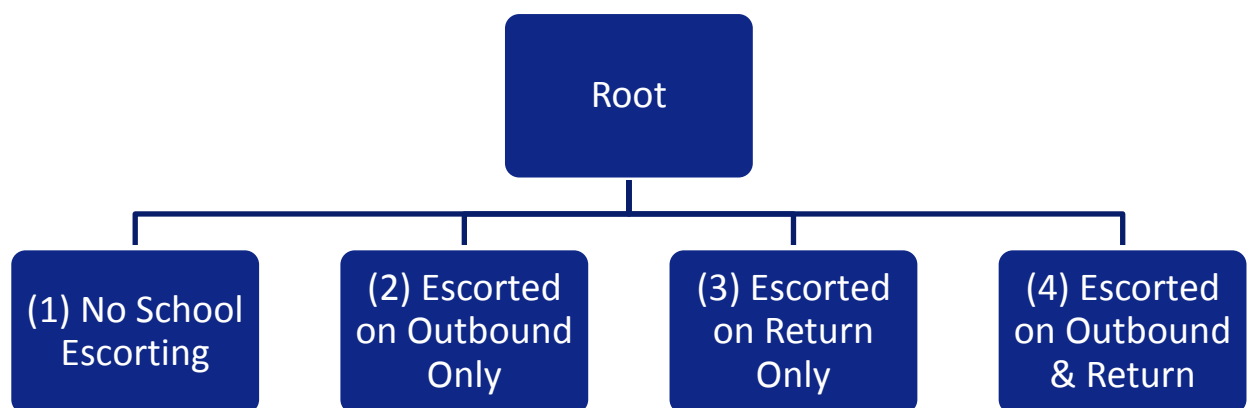 Root
(1) No School
Escorting
(2) Escorted
on Outbound
Only
(3) Escorted
on Return
Only
(4) Escorted
on Outbound
& Return